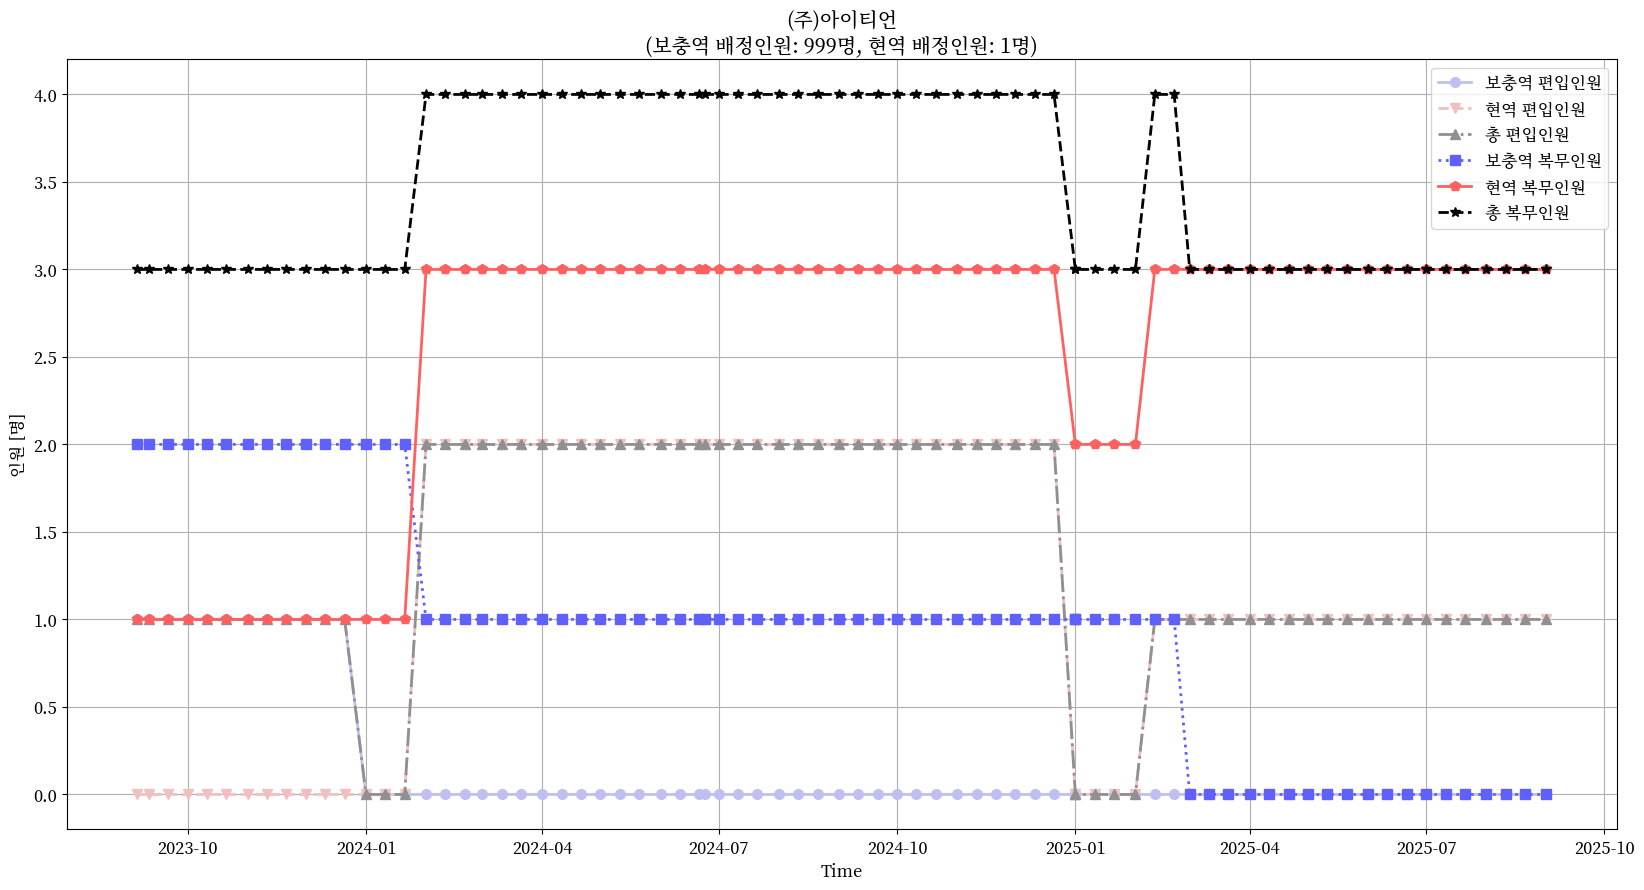 (주)아이티언
(보충역 배정인원: 999명, 현역 배정인원: 1명)
보충역 편입인원
현역 편입인원
총 편입인원
보충역 복무인원
현역 복무인원
총 복무인원
인원 [명]
4.0
3.5
3.0
2.5
2.0
1.5
1.0
0.5
0.0
2023-10
2024-01
2024-04
2024-07
2024-10
2025-01
2025-04
2025-07
2025-10
Time